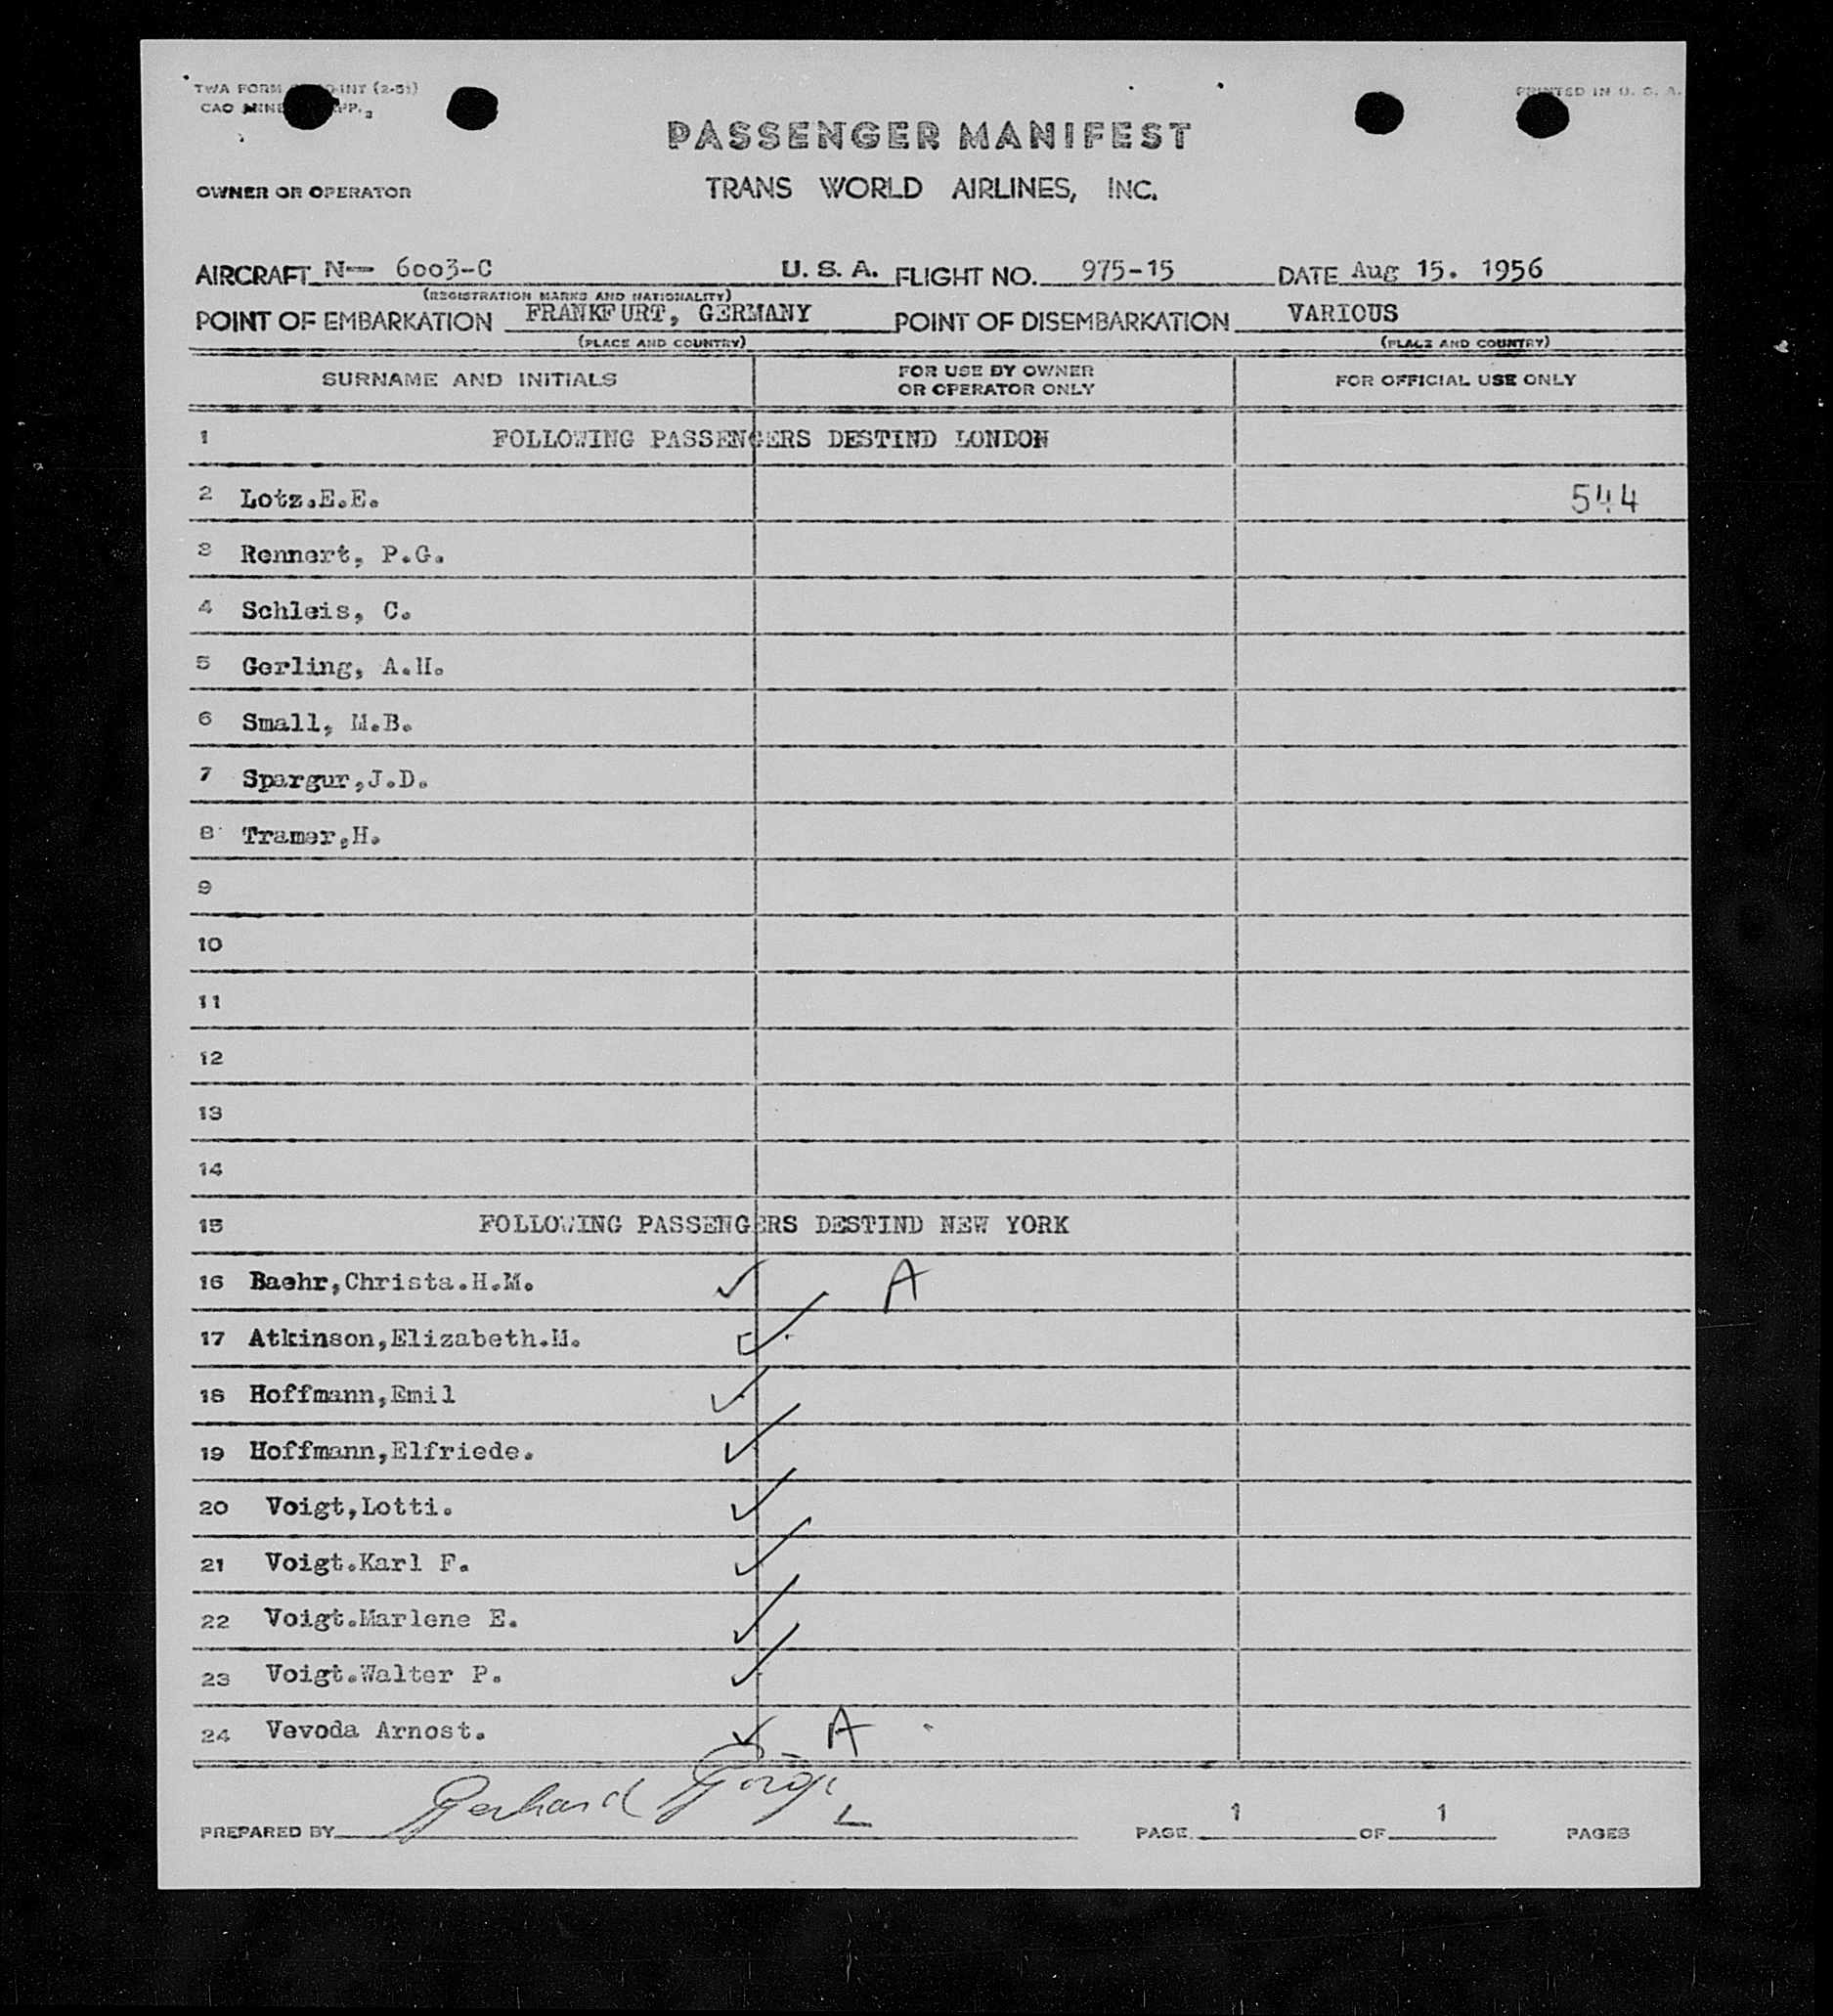 TWA FORM INT (2-51)
PRINTED IN U. S. A.
CAO
PASSENGER MANIFEST
OWNER OR OPERATOR TRANS WORLD AIRLINES, INC.
AIRCRAFT N- 6003-C U. S. A. FLIGHT NO. 975-15 DATE Aug 15. 1956
(REGISTRATION MARKS AND NATIONALITY)
POINT OF EMBARKATION FRANKFURT, GERMANY POINT OF DISEMBARKATION VARIOUS
(PLACE AND COUNTRY) (PLACE AND COUNTRY)
SURNAME AND INITIALS FOR USE BY OWNER OR OPERATOR ONLY FOR OFFICIAL USE ONLY
1 FOLLOWING PASSENGERS DESTIND LONDON
2 Lotz.E.E. 544
3 Rennert, P.G.
4 Schleis, C.
5 Gerling, A.H.
6 Small, M.B.
7 Spargur,J.D.
8 Tramer,H.
9
10
11
12
13
14
15 FOLLOWING PASSENGERS DESTIND NEW YORK
16 Baehr,Christa.H.M. ✓ A
17 Atkinson,Elizabeth.M. ✓
18 Hoffmann,Emil ✓
19 Hoffmann,Elfriede. ✓
20 Voigt,Lotti. ✓
21 Voigt.Karl F. ✓
22 Voigt.Marlene E. ✓
23 Voigt.Walter P. ✓
24 Vevoda Arnost. ✓ A
PREPARED BY Gerhard PAGE 1 OF 1 PAGES